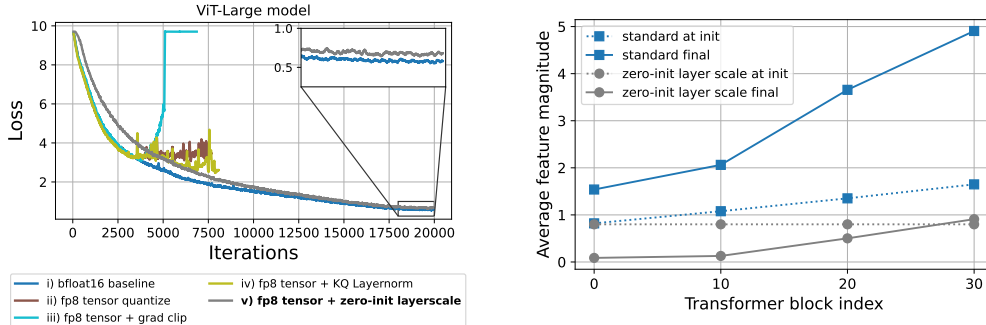 ViT-Large model
10
8
6
4
2
Loss
1.0
0.5
0
2500
5000
7500
10000
12500
15000
17500
20000
Iterations
i) bfloat16 baseline
ii) fp8 tensor quantize
iii) fp8 tensor + grad clip
iv) fp8 tensor + KQ Layernorm
v) fp8 tensor + zero-init layerscale
Average feature magnitude
5
4
3
2
1
0
standard at init
standard final
zero-init layer scale at init
zero-init layer scale final
0
10
20
30
Transformer block index